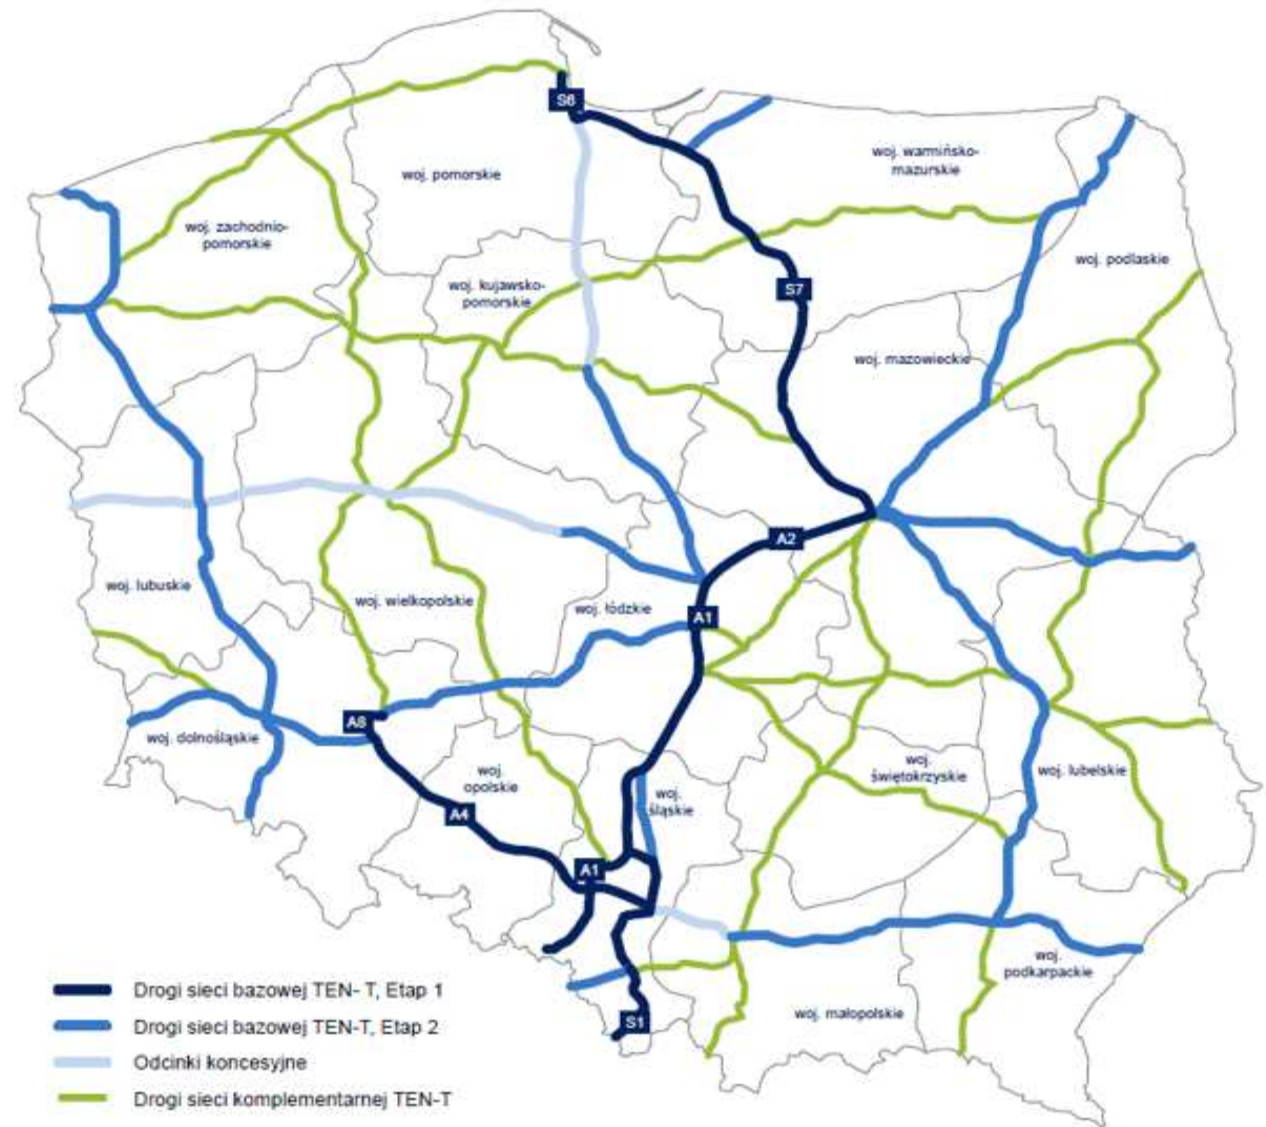 S6
woj. pomorskie
woj. warmińsko-
mazurskie
woj. zachodnio-
pomorskie
woj. kujawsko-
pomorskie
S7
woj. podlaskie
woj. mazowieckie
A2
woj. lubuskie
woj. wielkopolskie
woj. łódzkie
A1
A8
woj. dolnośląskie
woj.
opolskie
woj.
śląskie
woj.
świętokrzyskie
woj. lubelskie
A4
A1
woj.
podkarpackie
woj. małopolskie
S1
Drogi sieci bazowej TEN- T, Etap 1
Drogi sieci bazowej TEN-T, Etap 2
Odcinki koncesyjne
Drogi sieci komplementarnej TEN-T